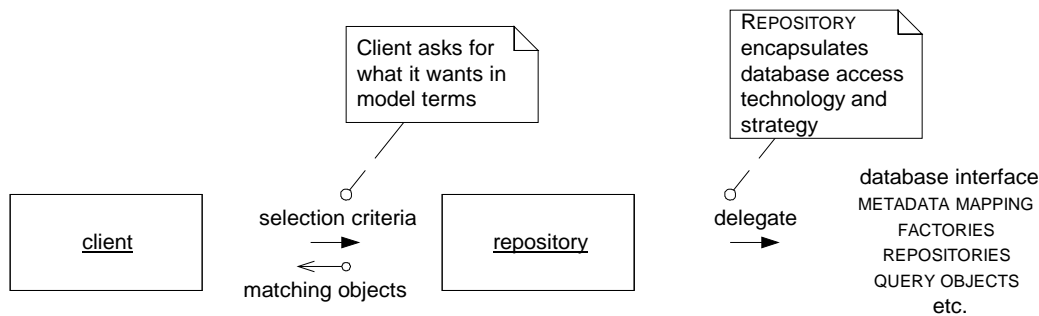 Client asks for
what it wants in
model terms
REPOSITORY
encapsulates
database access
technology and
strategy
client
selection criteria
matching objects
repository
delegate
database interface
METADATA MAPPING
FACTORIES
REPOSITORIES
QUERY OBJECTS
etc.